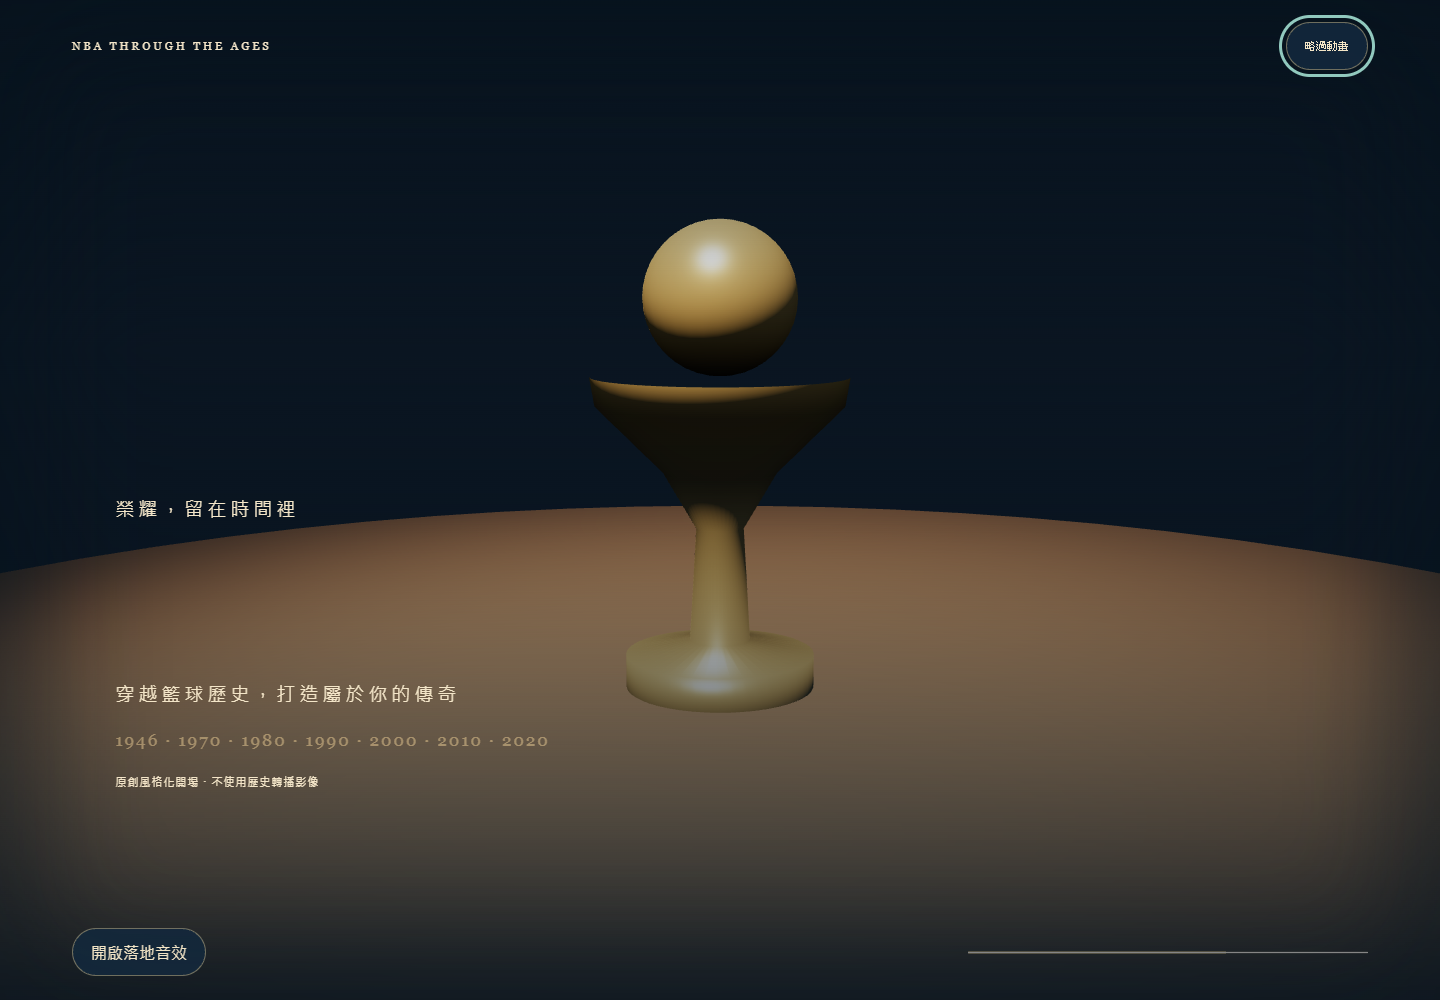 NBA THROUGH THE AGES
略過動畫
榮耀，留在時間裡
穿越籃球歷史，打造屬於你的傳奇
1946 · 1970 · 1980 · 1990 · 2000 · 2010 · 2020
原創風格化開場 · 不使用歷史轉播影像
開啟落地音效